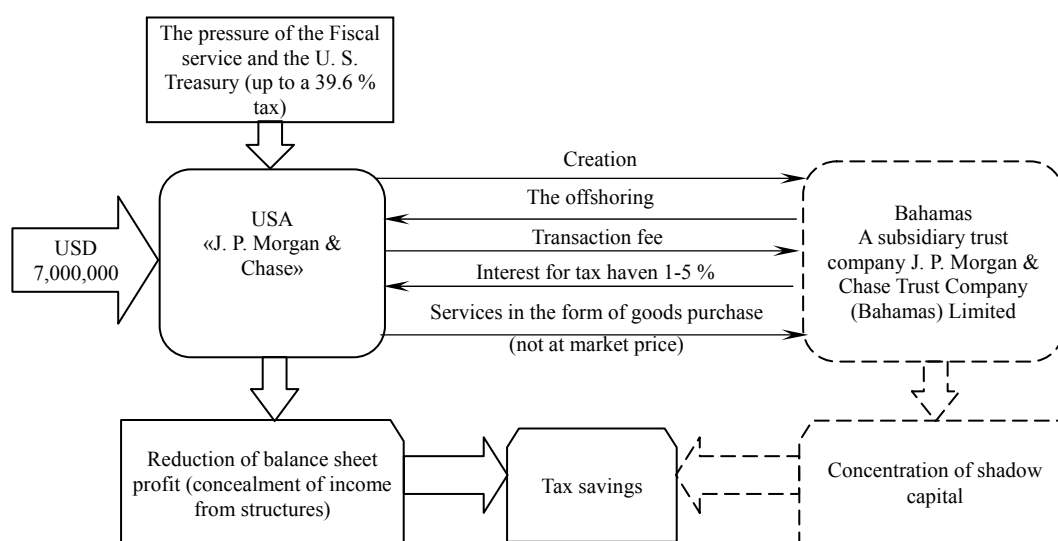 The pressure of the Fiscal
service and the U. S.
Treasury (up to a 39.6 %
tax)
USD
7,000,000
USA
«J. P. Morgan &
Chase»
Creation
The offshoring
Transaction fee
Interest for tax haven 1-5 %
Services in the form of goods purchase
(not at market price)
Bahamas
A subsidiary trust
company J. P. Morgan &
Chase Trust Company
(Bahamas) Limited
Reduction of balance sheet
profit (concealment of income
from structures)
Tax savings
Concentration of shadow
capital